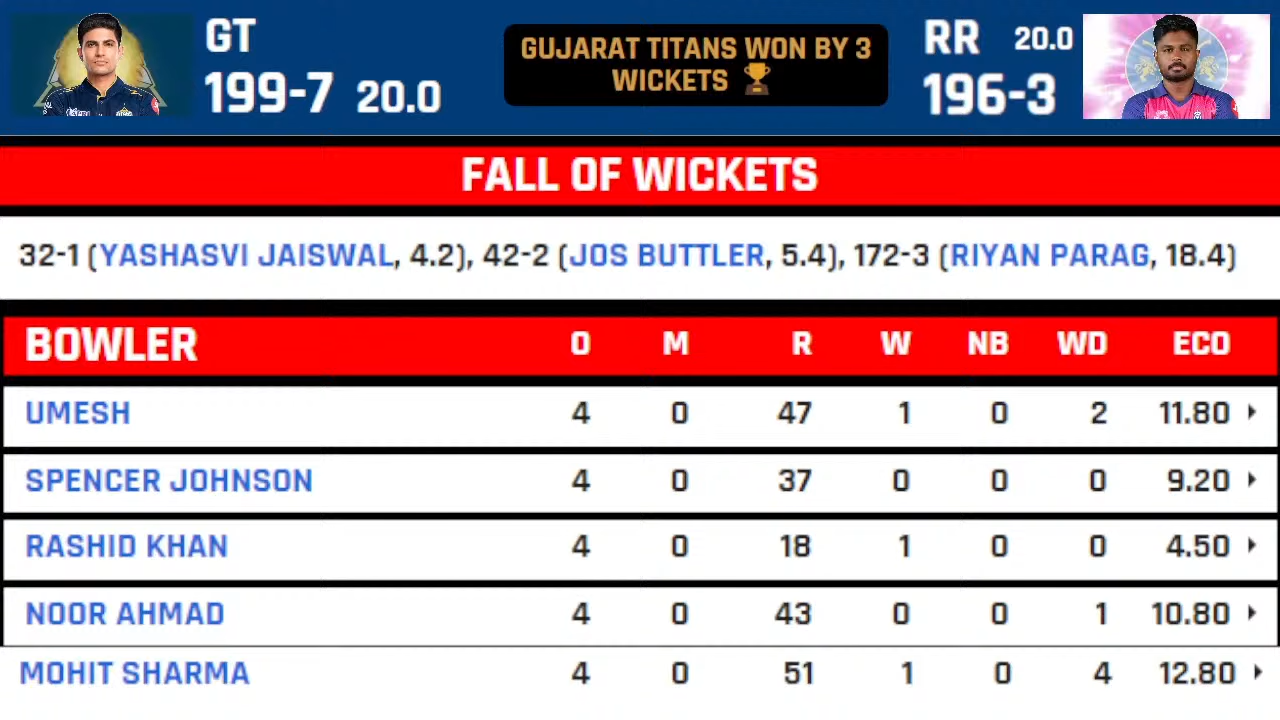 GT
199-7 20.0
GUJARAT TITANS WON BY 3
WICKETS 🏆
RR 20.0
196-3
FALL OF WICKETS
32-1 (YASHASVI JAISWAL, 4.2), 42-2 (JOS BUTTLER, 5.4), 172-3 (RIYAN PARAG, 18.4)
BOWLER O M R W NB WD ECO
UMESH 4 0 47 1 0 2 11.80
SPENCER JOHNSON 4 0 37 0 0 0 9.20
RASHID KHAN 4 0 18 1 0 0 4.50
NOOR AHMAD 4 0 43 0 0 1 10.80
MOHIT SHARMA 4 0 51 1 0 4 12.80